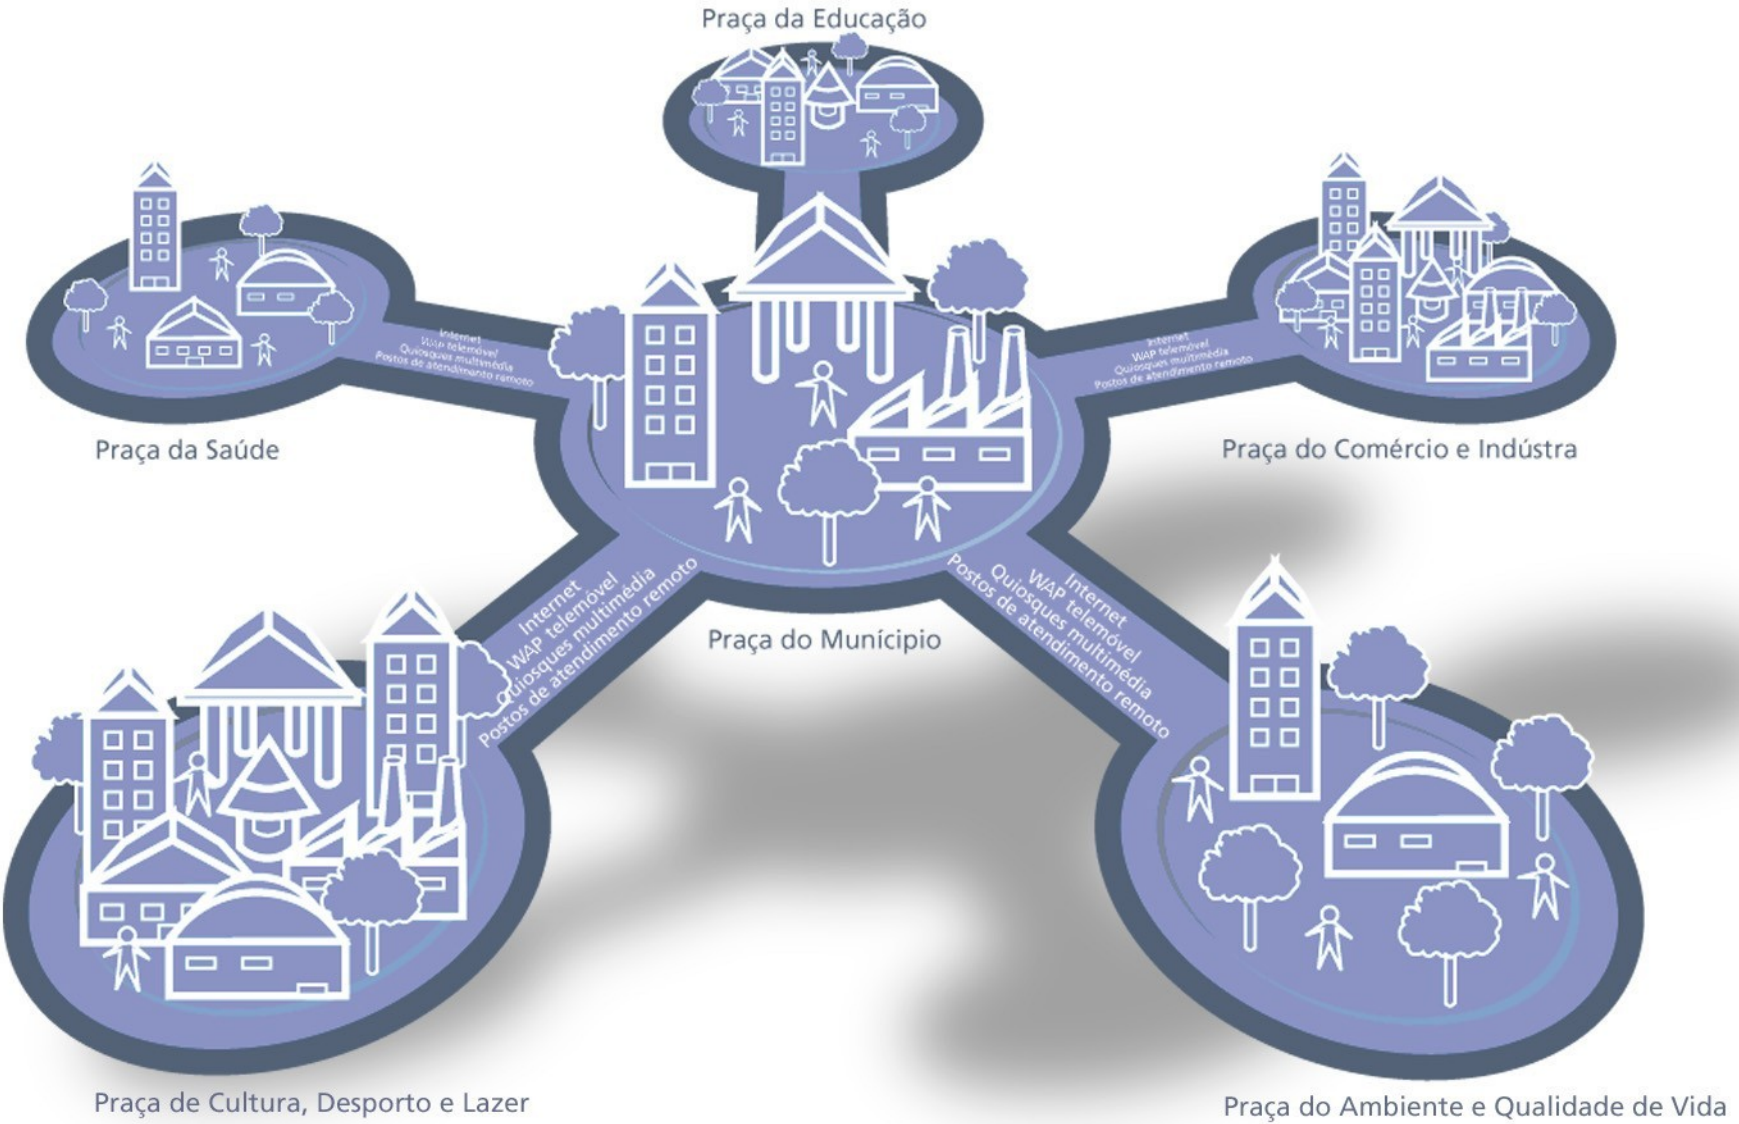 Praça da Educação
Internet
WAP telemóvel
Quiosques multimédia
Postos de atendimento remoto
Internet
WAP telemóvel
Quiosques multimédia
Postos de atendimento remoto
Praça da Saúde
Praça do Comércio e Indústra
Internet
WAP telemóvel
Quiosques multimédia
Postos de atendimento remoto
Internet
WAP telemóvel
Quiosques multimédia
Postos de atendimento remoto
Praça do Munícipio
Praça de Cultura, Desporto e Lazer
Praça do Ambiente e Qualidade de Vida